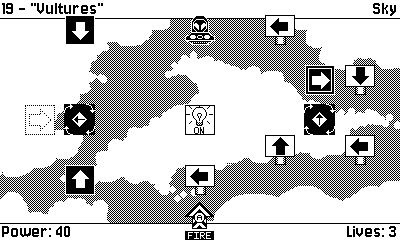 19 - "Vultures"
Sky
ON
FIRE
Power: 40
Lives: 3